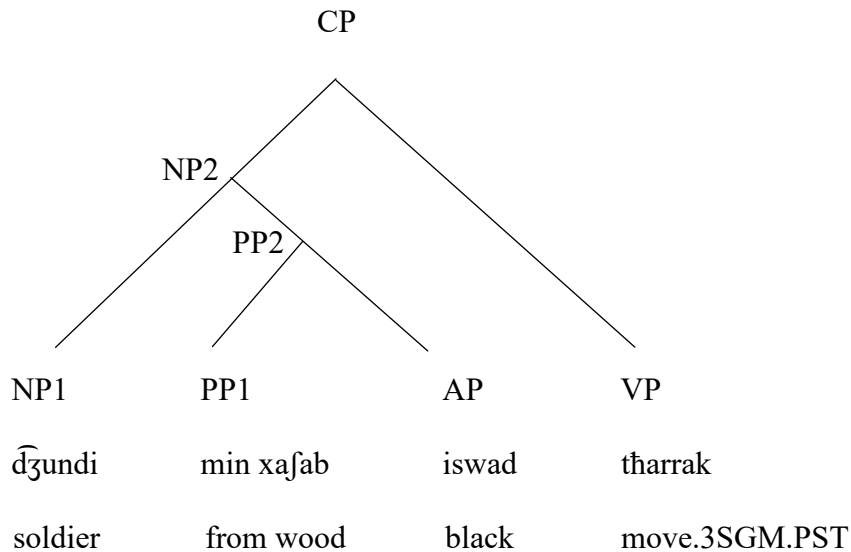 CP
NP2
PP2
NP1 PP1 AP VP
d͡ʒundi min xaʃab iswad tħarrak
soldier from wood black move.3SGM.PST